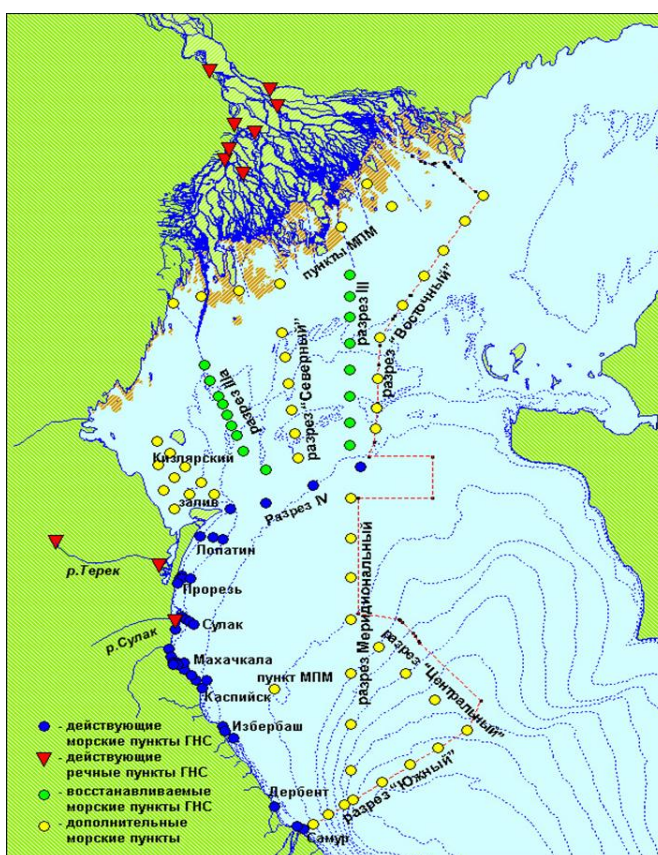 пункты МПМ
разрез III
разрез "Восточный"
разрез "Северный"
разрез IIIа
Кизлярский
залив
Разрез IV
Лопатин
р.Терек
Прорезь
р.Сулак
Сулак
разрез Меридиональный
разрез "Центральный"
Махачкала
пункт МПМ
Каспийск
Избербаш
разрез "Южный"
Дербент
Самур
- действующие
морские пункты ГНС
- действующие
речные пункты ГНС
- восстанавливаемые
морские пункты ГНС
- дополнительные
морские пункты